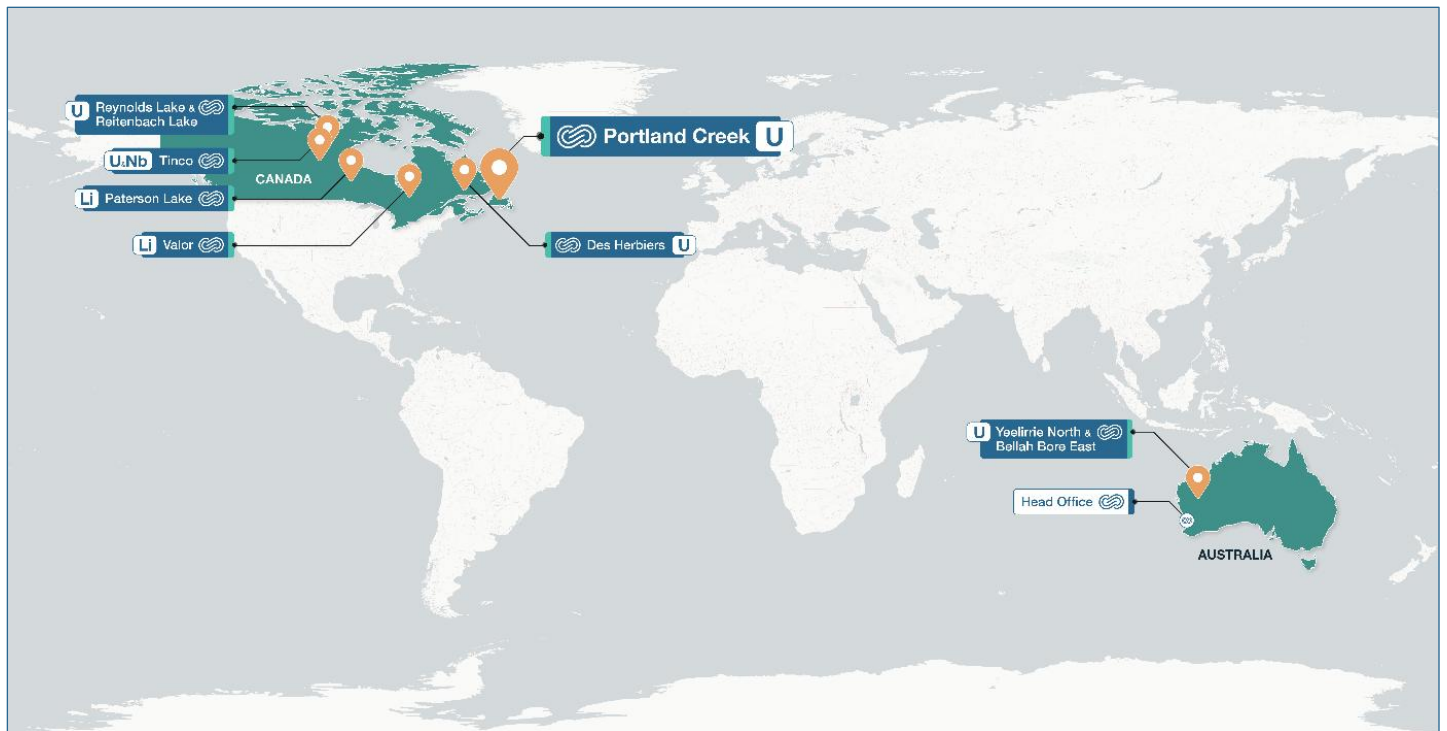 U Reynolds Lake &
Reitenbach Lake
U,Nb Tinco
CANADA
Li Paterson Lake
Li Valor
Portland Creek U
Des Herbiers U
U Yeelirrie North &
Bellah Bore East
Head Office
AUSTRALIA